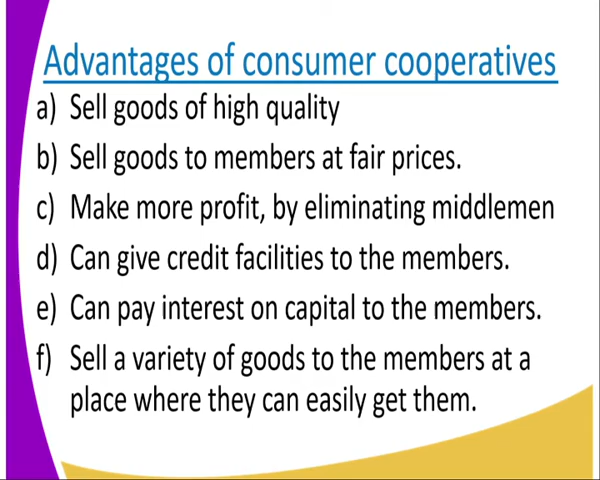 Advantages of consumer cooperatives
a) Sell goods of high quality
b) Sell goods to members at fair prices.
c) Make more profit, by eliminating middlemen
d) Can give credit facilities to the members.
e) Can pay interest on capital to the members.
f) Sell a variety of goods to the members at a
place where they can easily get them.